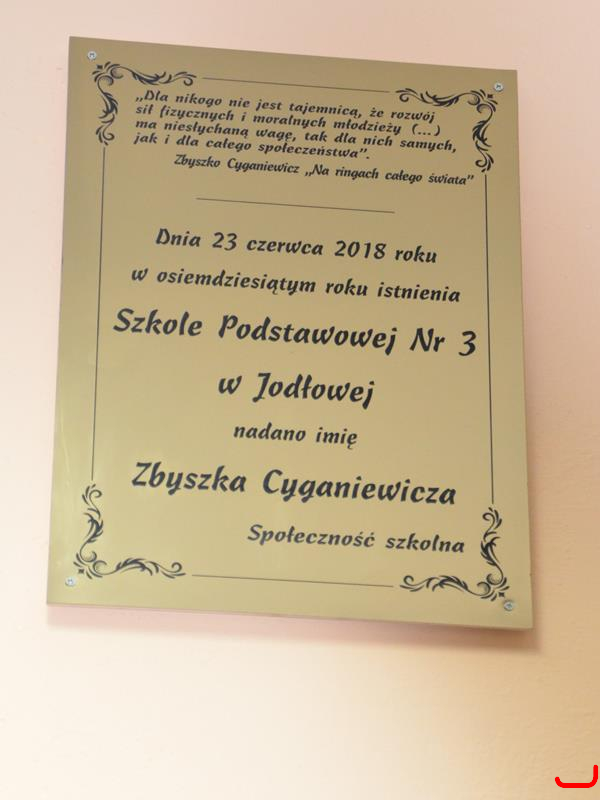 „Dla nikogo nie jest tajemnicą, że rozwój
sił fizycznych i moralnych młodzieży (...)
ma niesłychaną wagę, tak dla nich samych,
jak i dla całego społeczeństwa”.
Zbyszko Cyganiewicz „Na ringach całego świata”
Dnia 23 czerwca 2018 roku
w osiemdziesiątym roku istnienia
Szkole Podstawowej Nr 3
w Jodłowej
nadano imię
Zbyszka Cyganiewicza
Społeczność szkolna